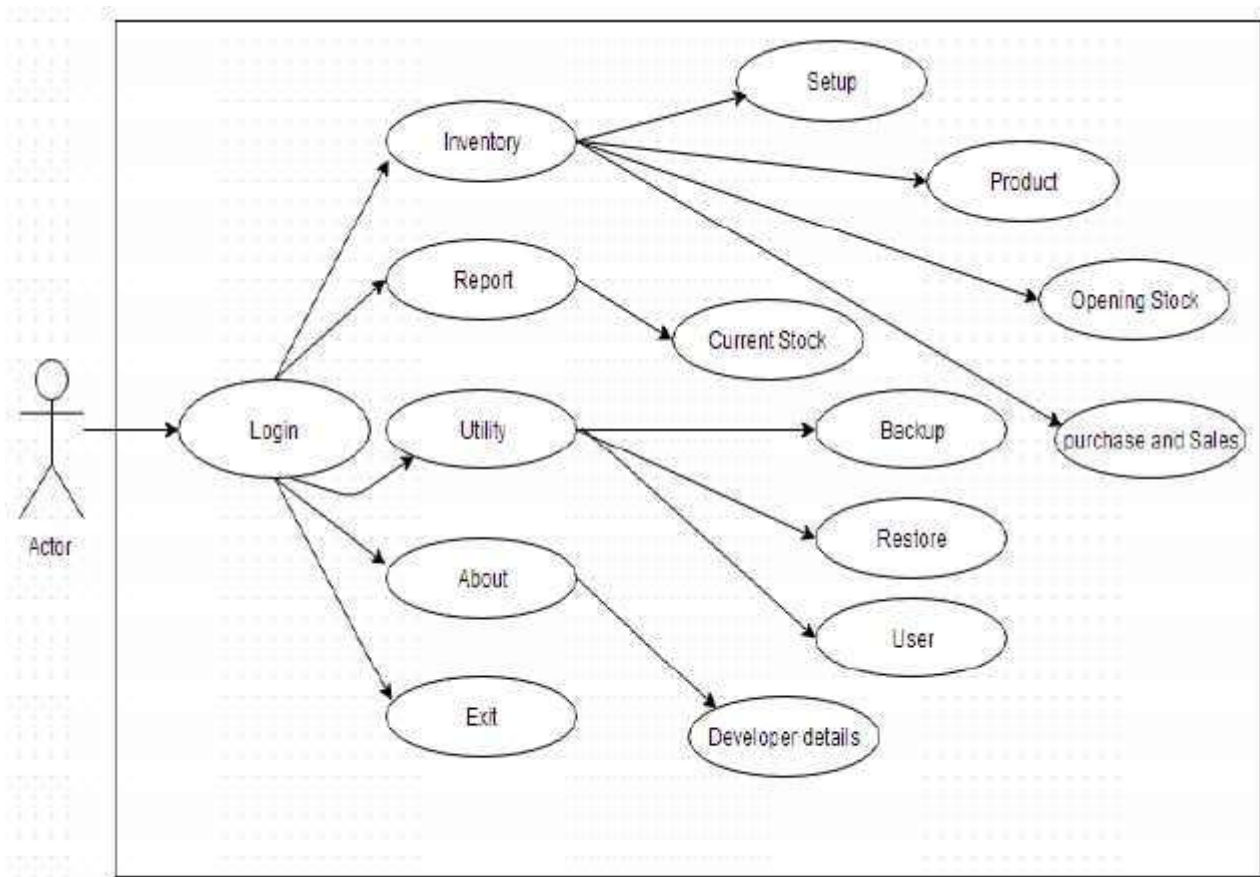 Setup
Inventory
Product
Report
Opening Stock
Current Stock
Login
Utility
Backup
purchase and Sales
Actor
Restore
About
User
Exit
Developer details